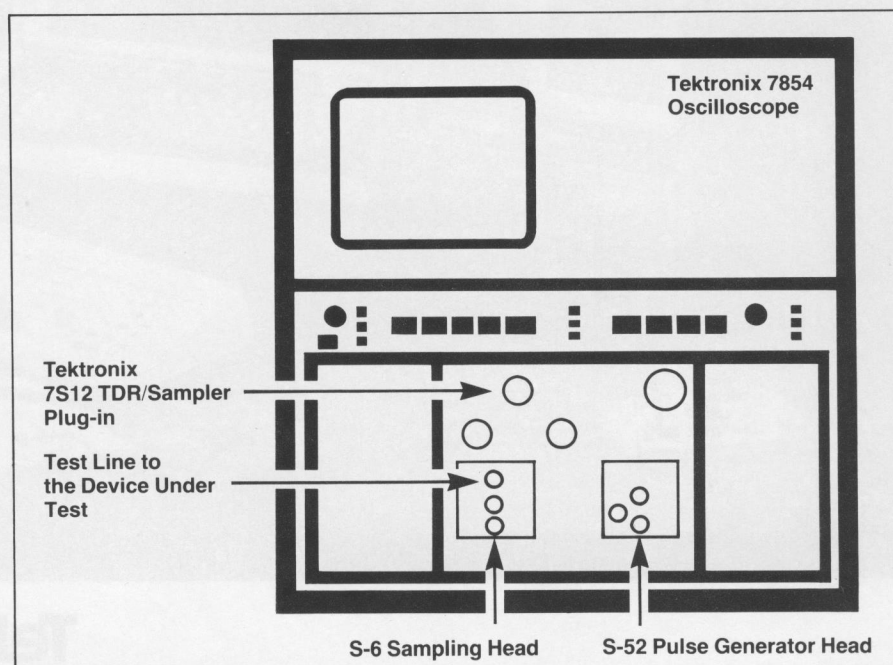 Tektronix 7854
Oscilloscope
Tektronix
7S12 TDR/Sampler
Plug-in
Test Line to
the Device Under
Test
S-6 Sampling Head
S-52 Pulse Generator Head